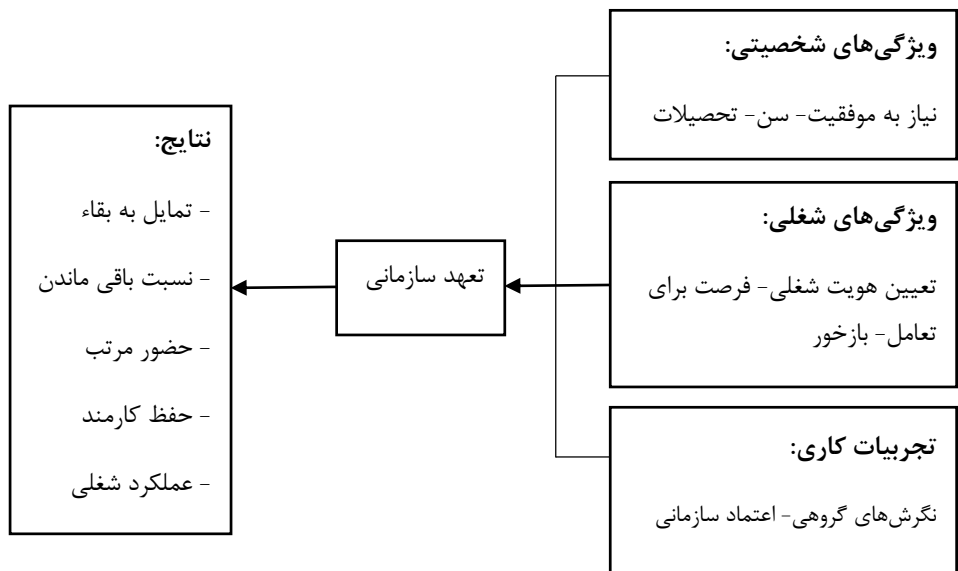 ویژگی‌های شخصیتی:
نیاز به موفقیت- سن- تحصیلات
ویژگی‌های شغلی:
تعیین هویت شغلی- فرصت برای
تعامل- بازخور
تجربیات کاری:
نگرش‌های گروهی- اعتماد سازمانی
تعهد سازمانی
نتایج:
- تمایل به بقاء
- نسبت باقی ماندن
- حضور مرتب
- حفظ کارمند
- عملکرد شغلی